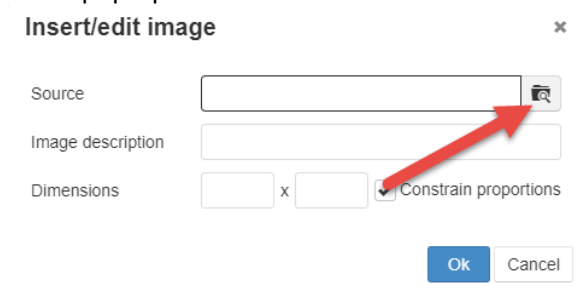 Insert/edit image ×
Source
Image description
Dimensions x Constrain proportions
Ok Cancel